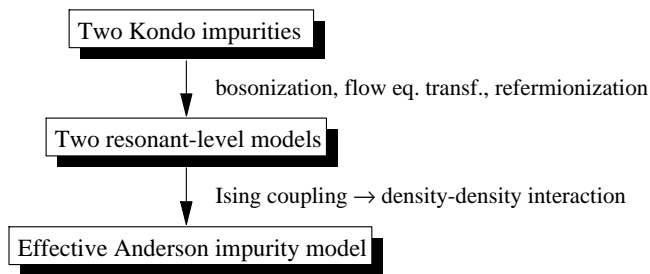 Two Kondo impurities
bosonization, flow eq. transf., refermionization
Two resonant-level models
Ising coupling → density-density interaction
Effective Anderson impurity model